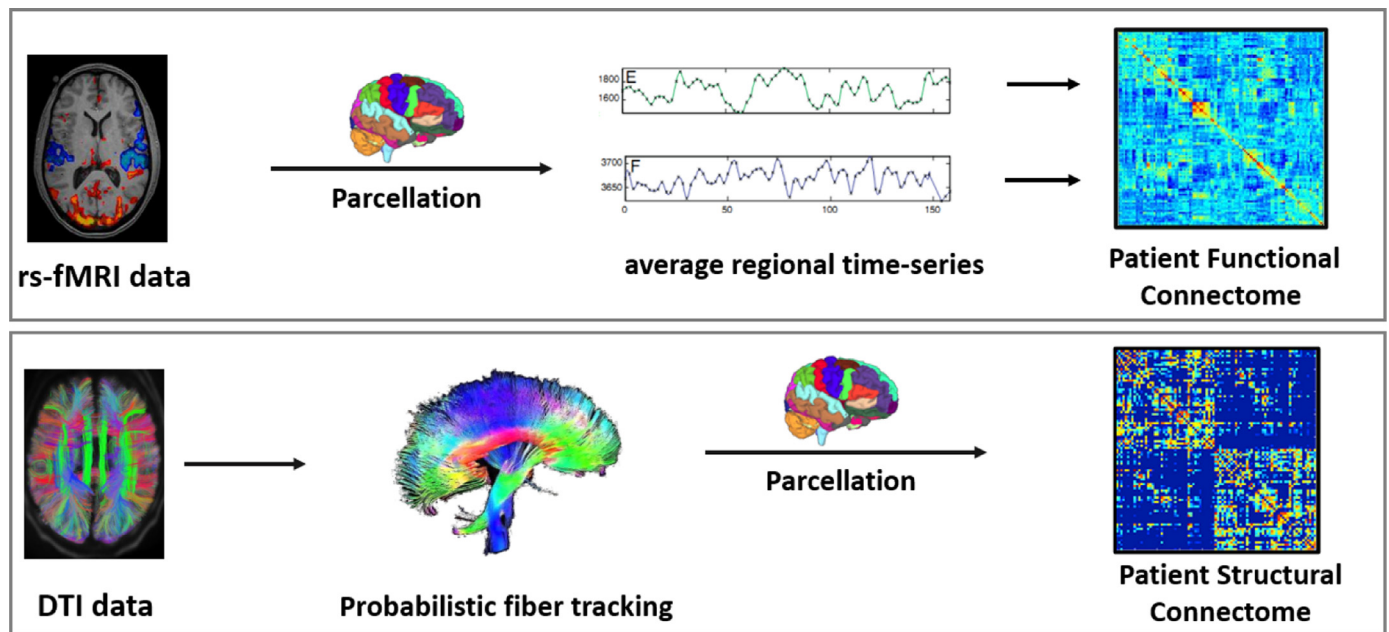 E
1800
1600
Parcellation
F
3700
3650
0 50 100 150
rs-fMRI data
average regional time-series
Patient Functional
Connectome
Parcellation
DTI data
Probabilistic fiber tracking
Patient Structural
Connectome